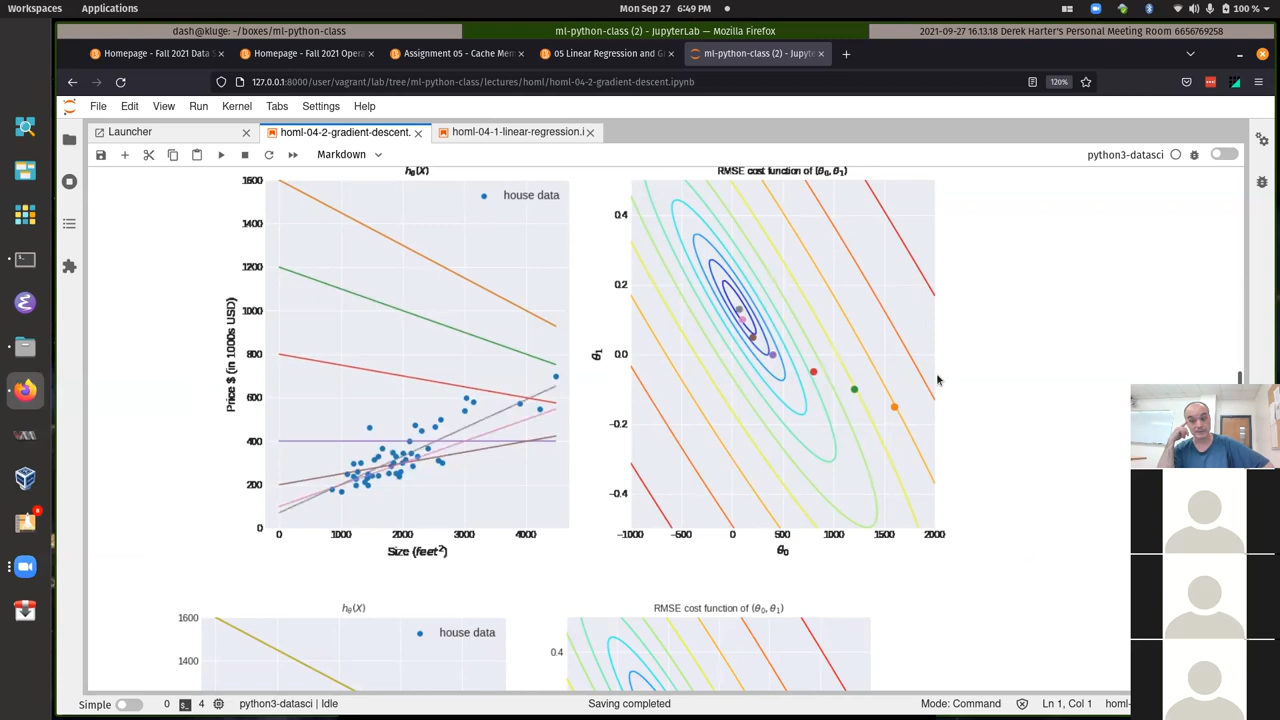 Workspaces Applications Mon Sep 27 6:49 PM 100 %
dash@kluge: ~/boxes/ml-python-class ml-python-class (2) - JupyterLab — Mozilla Firefox 2021-09-27 16.13.18 Derek Harter's Personal Meeting Room 6656769258
Homepage - Fall 2021 Data S Homepage - Fall 2021 Opera Assignment 05 - Cache Mem 05 Linear Regression and G ml-python-class (2) - Jupyte
127.0.0.1:8000/user/vagrant/lab/tree/ml-python-class/lectures/homl/homl-04-2-gradient-descent.ipynb 120%
File Edit View Run Kernel Tabs Settings Help
Launcher homl-04-2-gradient-descent. homl-04-1-linear-regression.i
Markdown python3-datasci
hθ(X) RMSE cost function of (θ0, θ1)
house data
1600
1400
1200
1000
800
600
400
200
0
Price $ (in 1000s USD)
0 1000 2000 3000 4000
Size (feet²)
0.4
0.2
0.0
−0.2
−0.4
θ1
−1000 −500 0 500 1000 1500 2000
θ0
hθ(X) RMSE cost function of (θ0, θ1)
1600
house data
1400
0.4
Simple 0 4 python3-datasci | Idle Saving completed Mode: Command Ln 1, Col 1 homl-
8